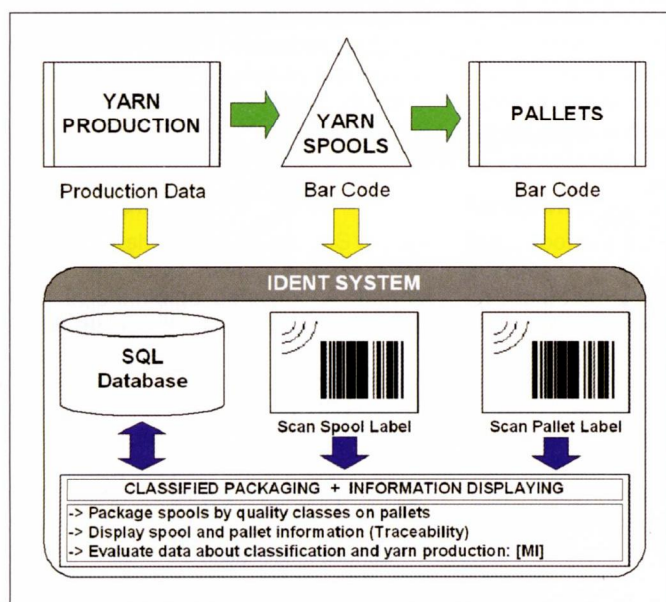 YARN
PRODUCTION
YARN
SPOOLS
PALLETS
Production Data
Bar Code
Bar Code
IDENT SYSTEM
SQL
Database
Scan Spool Label
Scan Pallet Label
CLASSIFIED PACKAGING + INFORMATION DISPLAYING
-> Package spools by quality classes on pallets
-> Display spool and pallet information (Traceability)
-> Evaluate data about classification and yarn production: [MI]